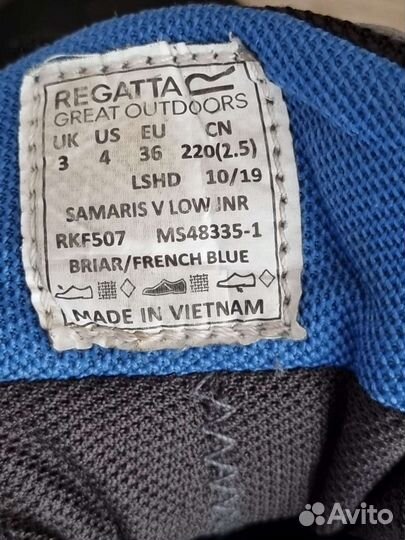 REGATTA
GREAT OUTDOORS
UK US EU CN
3 4 36 220(2.5)
LSHD 10/19
SAMARIS V LOW JNR
RKF507 MS48335-1
BRIAR/FRENCH BLUE
MADE IN VIETNAM
Avito